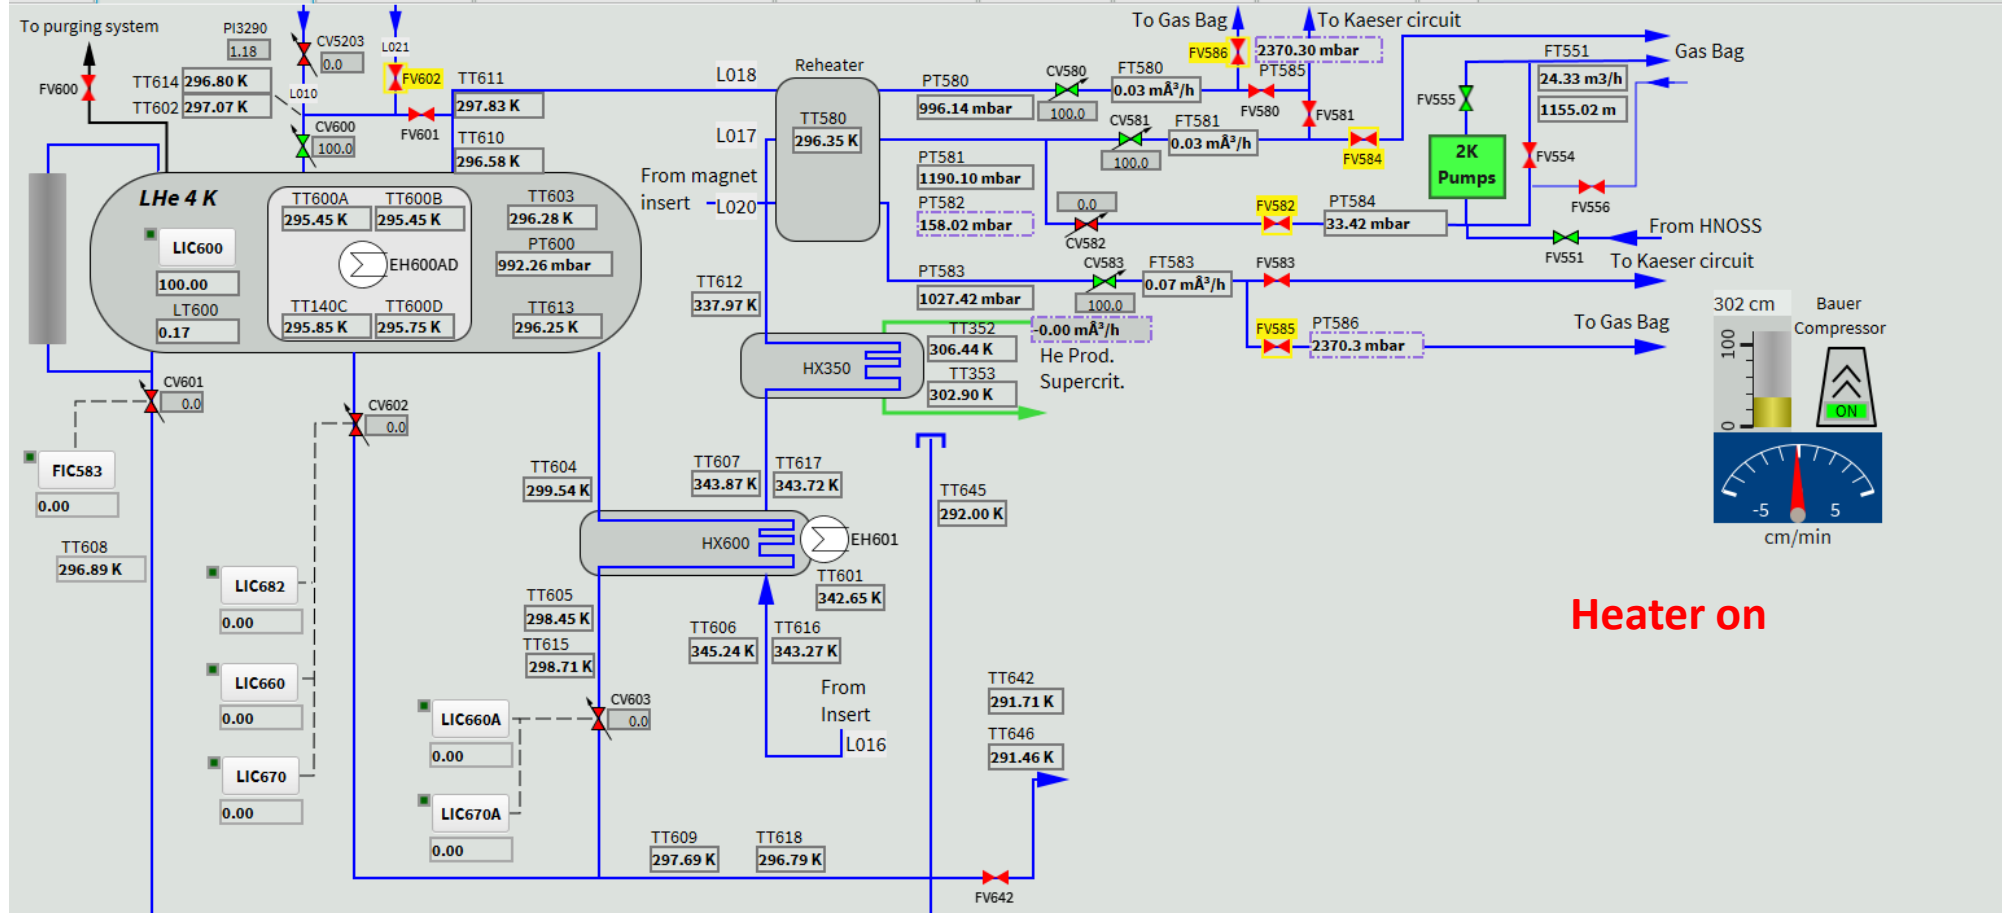 To purging system
PI3290
1.18
CV5203
0.0
L021
FV600
TT614
296.80 K
TT602
297.07 K
L010
FV602
TT611
297.83 K
FV601
CV600
100.0
TT610
296.58 K
L018
L017
From magnet
insert
L020
Reheater
TT580
296.35 K
To Gas Bag
To Kaeser circuit
FV586
2370.30 mbar
PT585
PT580
996.14 mbar
CV580
100.0
FT580
0.03 mÂ³/h
FV580
FV581
CV581
100.0
FT581
0.03 mÂ³/h
FV584
PT581
1190.10 mbar
PT582
158.02 mbar
0.0
CV582
FV582
PT584
33.42 mbar
FT551
24.33 m3/h
1155.02 m
Gas Bag
FV555
2K
Pumps
FV554
FV556
From HNOSS
FV551
To Kaeser circuit
PT583
1027.42 mbar
CV583
100.0
FT583
0.07 mÂ³/h
FV583
FV585
PT586
2370.3 mbar
To Gas Bag
LHe 4 K
LIC600
100.00
LT600
0.17
TT600A
295.45 K
TT600B
295.45 K
EH600AD
TT140C
295.85 K
TT600D
295.75 K
TT603
296.28 K
PT600
992.26 mbar
TT613
296.25 K
TT612
337.97 K
HX350
-0.00 mÂ³/h
TT352
306.44 K
TT353
302.90 K
He Prod.
Supercrit.
302 cm
100
0
Bauer
Compressor
ON
-5
5
cm/min
CV601
0.0
CV602
0.0
FIC583
0.00
TT608
296.89 K
TT604
299.54 K
TT607
343.87 K
TT617
343.72 K
TT645
292.00 K
HX600
EH601
TT601
342.65 K
LIC682
0.00
LIC660
0.00
LIC670
0.00
TT605
298.45 K
TT615
298.71 K
TT606
345.24 K
TT616
343.27 K
From
Insert
L016
LIC660A
0.00
CV603
0.0
LIC670A
0.00
TT642
291.71 K
TT646
291.46 K
TT609
297.69 K
TT618
296.79 K
FV642
Heater on